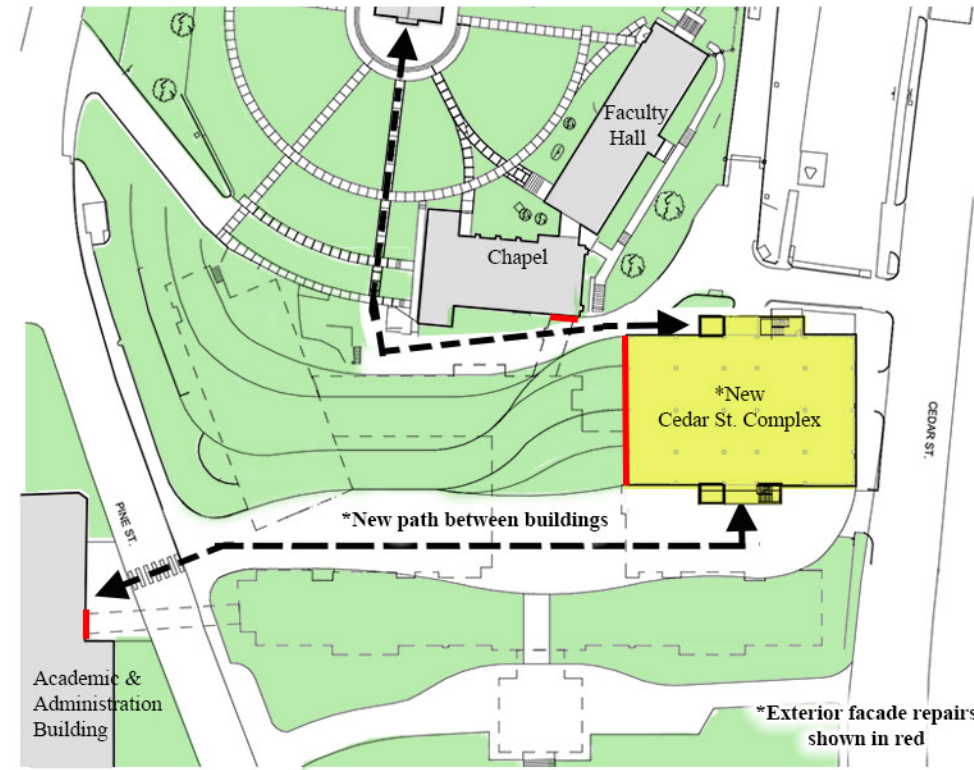 Faculty
Hall
Chapel
*New
Cedar St. Complex
CEDAR ST.
PINE ST.
*New path between buildings
Academic &
Administration
Building
*Exterior facade repairs
shown in red